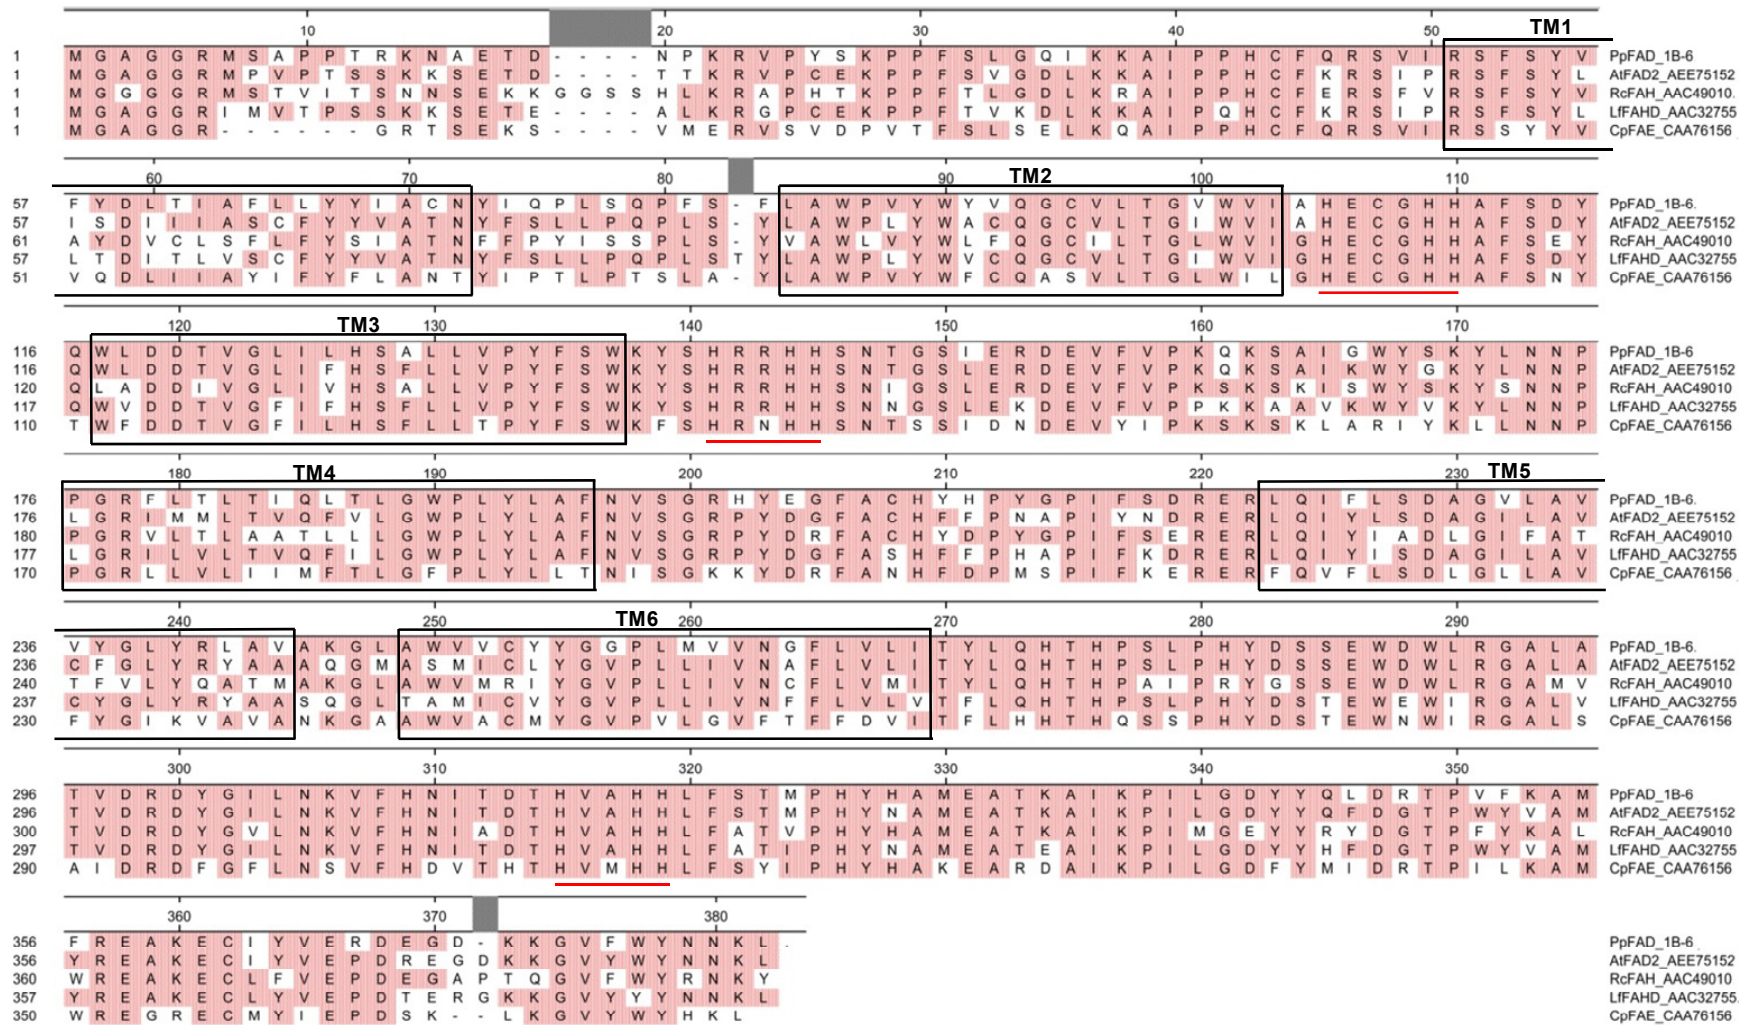 10 20 30 40 50 TM1
1 M G A G G R M S A P P T R K N A E T D - - - - N P K R V P Y S K P P F S L G Q I K K A I P P H C F Q R S V I R S F S Y V PpFAD_1B-6
1 M G A G G R M P V P T S S K K S E T D - - - - T T K R V P C E K P P F S V G D L K K A I P P H C F K R S I P R S F S Y L AtFAD2_AEE75152
1 M G G G G R M S T V I T S N N S E K K G G S S H L K R A P H T K P P F T L G D L K R A I P P H C F E R S F V R S F S Y V RcFAH_AAC49010.
1 M G A G G R I M V T P S S K K S E T E - - - - A L K R G P C E K P P F T V K D L K K A I P Q H C F K R S I P R S F S Y L LfFAHD_AAC32755
1 M G A G G R - - - - - - G R T S E K S - - - - V M E R V S V D P V T F S L S E L K Q A I P P H C F Q R S V I R S S Y Y V CpFAE_CAA76156
60 70 80 90 TM2 100 110
57 F Y D L T I A F L L Y Y I A C N Y I Q P L S Q P F S - F L A W P V Y W Y V Q G C V L T G V W V I A H E C G H H A F S D Y PpFAD_1B-6.
57 I S D I I I A S C F Y Y V A T N Y F S L L P Q P L S - Y L A W P L Y W A C Q G C V L T G I W V I A H E C G H H A F S D Y AtFAD2_AEE75152
61 A Y D V C L S F L F Y S I A T N F F P Y I S S P L S - Y V A W L V Y W L F Q G C I L T G L W V I G H E C G H H A F S E Y RcFAH_AAC49010
57 L T D I T L V S C F Y Y V A T N Y F S L L P Q P L S T Y L A W P L Y W V C Q G C V L T G I W V I G H E C G H H A F S D Y LfFAHD_AAC32755
51 V Q D L I I A Y I F Y F L A N T Y I P T L P T S L A - Y L A W P V Y W F C Q A S V L T G L W I L G H E C G H H A F S N Y CpFAE_CAA76156
120 TM3 130 140 150 160 170
116 Q W L D D T V G L I L H S A L L V P Y F S W K Y S H R R H H S N T G S I E R D E V F V P K Q K S A I G W Y S K Y L N N P PpFAD_1B-6
116 Q W L D D T V G L I F H S F L L V P Y F S W K Y S H R R H H S N T G S L E R D E V F V P K Q K S A I K W Y G K Y L N N P AtFAD2_AEE75152
120 Q L A D D I V G L I V H S A L L V P Y F S W K Y S H R R H H S N I G S L E R D E V F V P K S K S K I S W Y S K Y S N N P RcFAH_AAC49010
117 Q W V D D T V G F I F H S F L L V P Y F S W K Y S H R R H H S N N G S L E K D E V F V P P K K A A V K W Y V K Y L N N P LfFAHD_AAC32755
110 T W F D D T V G F I L H S F L L T P Y F S W K F S H R N H H S N T S S I D N D E V Y I P K S K S K L A R I Y K L L N N P CpFAE_CAA76156
180 TM4 190 200 210 220 230 TM5
176 P G R F L T L T I Q L T L G W P L Y L A F N V S G R H Y E G F A C H Y H P Y G P I F S D R E R L Q I F L S D A G V L A V PpFAD_1B-6.
176 L G R I M M L T V Q F V L G W P L Y L A F N V S G R P Y D G F A C H F F P N A P I Y N D R E R L Q I Y L S D A G I L A V AtFAD2_AEE75152
180 P G R V L T L A A T L L L G W P L Y L A F N V S G R P Y D R F A C H Y D P Y G P I F S E R E R L Q I Y I A D L G I F A T RcFAH_AAC49010
177 L G R I L V L T V Q F I L G W P L Y L A F N V S G R P Y D G F A S H F F P H A P I F K D R E R L Q I Y I S D A G I L A V LfFAHD_AAC32755
170 P G R L L V L I I M F T L G F P L Y L L T N I S G K K Y D R F A N H F D P M S P I F K E R E R F Q V F L S D L G L L A V CpFAE_CAA76156
240 250 TM6 260 270 280 290
236 V Y G L Y R L A V A K G L A W V V C Y Y G G P L M V V N G F L V L I T Y L Q H T H P S L P H Y D S S E W D W L R G A L A PpFAD_1B-6.
236 C F G L Y R Y A A A Q G M A S M I C L Y G V P L L I V N A F L V L I T Y L Q H T H P S L P H Y D S S E W D W L R G A L A AtFAD2_AEE75152
240 T F V L Y Q A T M A K G L A W V M R I Y G V P L L I V N C F L V M I T Y L Q H T H P A I P R Y G S S E W D W L R G A M V RcFAH_AAC49010
237 C Y G L Y R Y A A S Q G L T A M I C V Y G V P L L I V N F F L V L V T F L Q H T H P S L P H Y D S T E W E W I R G A L V LfFAHD_AAC32755
230 F Y G I K V A V A N K G A A W V A C M Y G V P V L G V F T F F D V I T F L H H T H Q S S P H Y D S T E W N W I R G A L S CpFAE_CAA76156
300 310 320 330 340 350
296 T V D R D Y G I L N K V F H N I T D T H V A H H L F S T M P H Y H A M E A T K A I K P I L G D Y Y Q L D R T P V F K A M PpFAD_1B-6
296 T V D R D Y G I L N K V F H N I T D T H V A H H L F S T M P H Y N A M E A T K A I K P I L G D Y Y Q F D G T P W Y V A M AtFAD2_AEE75152
300 T V D R D Y G V L N K V F H N I A D T H V A H H L F A T V P H Y H A M E A T K A I K P I M G E Y Y R Y D G T P F Y K A L RcFAH_AAC49010
297 T V D R D Y G I L N K V F H N I T D T H V A H H L F A T I P H Y N A M E A T E A I K P I L G D Y Y H F D G T P W Y V A M LfFAHD_AAC32755
290 A I D R D F G F L N S V F H D V T H T H V M H H L F S Y I P H Y H A K E A R D A I K P I L G D F Y M I D R T P I L K A M CpFAE_CAA76156
360 370 380
356 F R E A K E C I Y V E R D E G D - K K G V F W Y N N K L . PpFAD_1B-6
356 Y R E A K E C I Y V E P D R E G D K K G V Y W Y N N K L AtFAD2_AEE75152
360 W R E A K E C L F V E P D E G A P T Q G V F W Y R N K Y RcFAH_AAC49010
357 Y R E A K E C L Y V E P D T E R G K K G V Y Y Y N N K L LfFAHD_AAC32755.
350 W R E G R E C M Y I E P D S K - - L K G V Y W Y H K L CpFAE_CAA76156